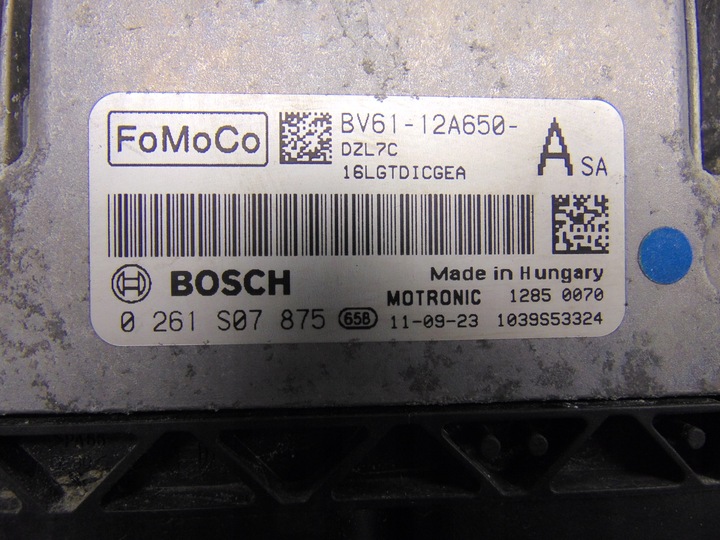 FoMoCo
BV61-12A650-
DZL7C
16LGTDICGEA
A SA
BOSCH
Made in Hungary
MOTRONIC 1285 0070
0 261 S07 875 658 11-09-23 1039S53324